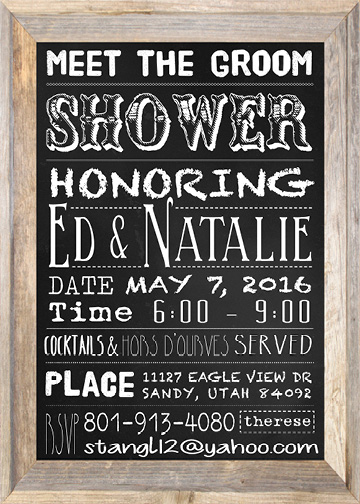 MEET THE GROOM
SHOWER
HONORING
ED & NATALIE
DATE MAY 7, 2016
Time 6:00 - 9:00
COCKTAILS & HORS D'OURVES SERVED
PLACE 11127 EAGLE VIEW DR
SANDY, UTAH 84092
RSVP 801-913-4080 therese
stangl12@yahoo.com